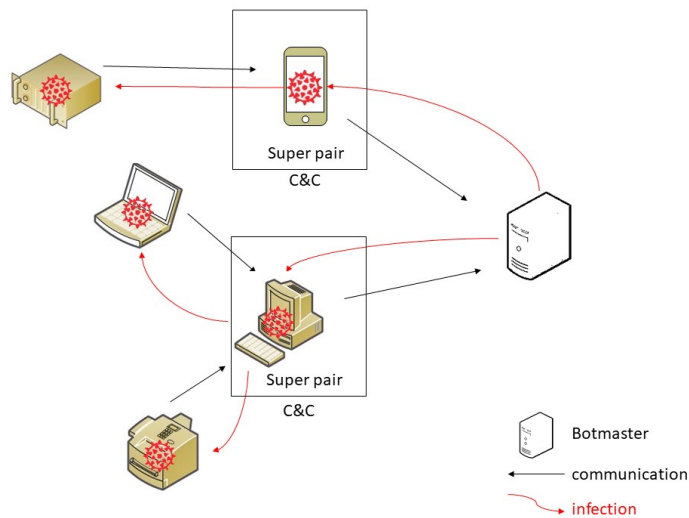 Super pair
C&C
Super pair
C&C
Botmaster
communication
infection